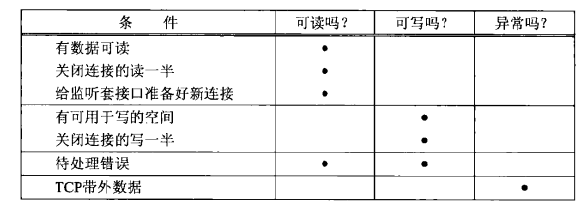 条 件 可读吗? 可写吗? 异常吗?
有数据可读 •
关闭连接的读一半 •
给监听套接口准备好新连接 •
有可用于写的空间 •
关闭连接的写一半 •
待处理错误 • •
TCP带外数据 •